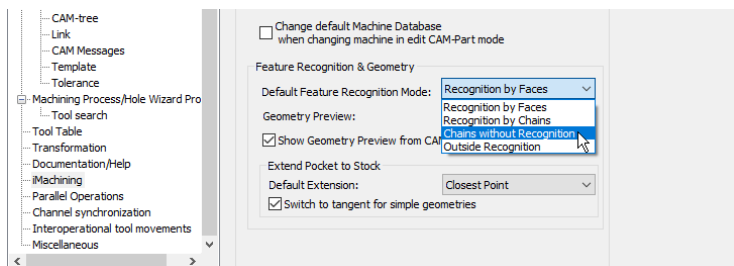 CAM-tree
Link
CAM Messages
Template
Tolerance
Machining Process/Hole Wizard Pro
Tool search
Tool Table
Transformation
Documentation/Help
iMachining
Parallel Operations
Channel synchronization
Interoperational tool movements
Miscellaneous
Change default Machine Database
when changing machine in edit CAM-Part mode
Feature Recognition & Geometry
Default Feature Recognition Mode: Recognition by Faces
Recognition by Faces
Recognition by Chains
Chains without Recognition
Outside Recognition
Geometry Preview:
Show Geometry Preview from CA
Extend Pocket to Stock
Default Extension: Closest Point
Switch to tangent for simple geometries